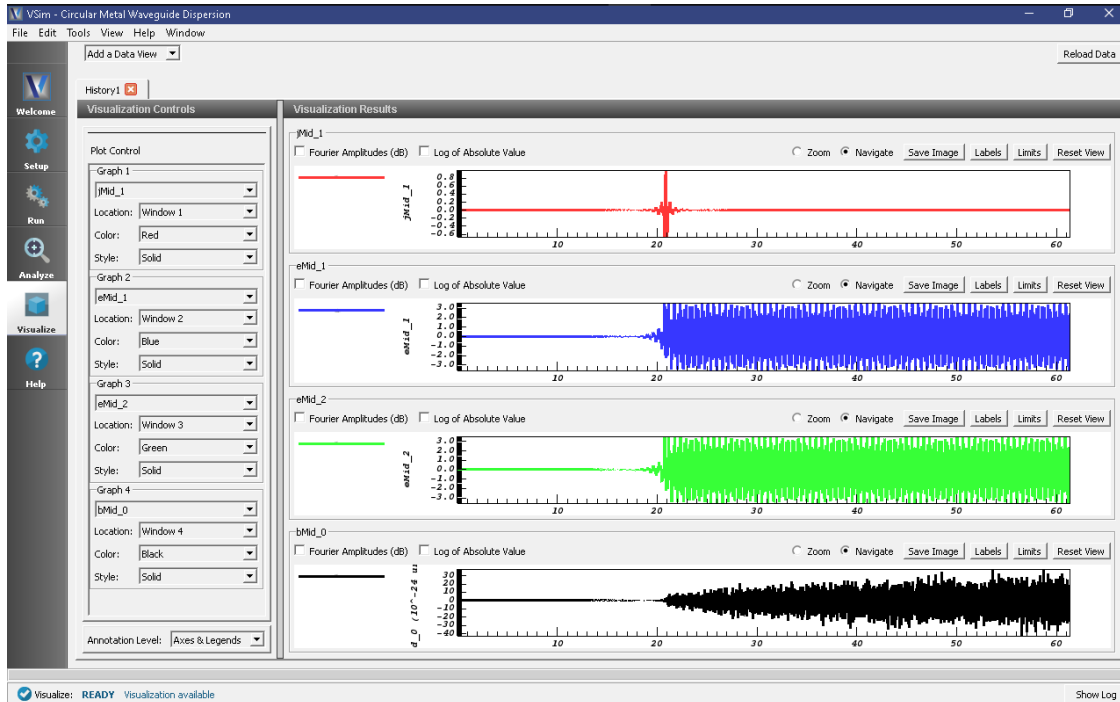 VSim - Circular Metal Waveguide Dispersion
File Edit Tools View Help Window
Add a Data View
Reload Data
History1
Welcome
Setup
Run
Analyze
Visualize
Help
Visualization Controls
Plot Control
Graph 1
jMid_1
Location: Window 1
Color: Red
Style: Solid
Graph 2
eMid_1
Location: Window 2
Color: Blue
Style: Solid
Graph 3
eMid_2
Location: Window 3
Color: Green
Style: Solid
Graph 4
bMid_0
Location: Window 4
Color: Black
Style: Solid
Annotation Level: Axes & Legends
Visualization Results
jMid_1
Fourier Amplitudes (dB) Log of Absolute Value Zoom Navigate Save Image Labels Limits Reset View
jMid_1
0.8
0.6
0.4
0.2
0.0
-0.2
-0.4
-0.6
10 20 30 40 50 60
eMid_1
Fourier Amplitudes (dB) Log of Absolute Value Zoom Navigate Save Image Labels Limits Reset View
eMid_1
3.0
2.0
1.0
0.0
-1.0
-2.0
-3.0
10 20 30 40 50 60
eMid_2
Fourier Amplitudes (dB) Log of Absolute Value Zoom Navigate Save Image Labels Limits Reset View
eMid_2
3.0
2.0
1.0
0.0
-1.0
-2.0
-3.0
10 20 30 40 50 60
bMid_0
Fourier Amplitudes (dB) Log of Absolute Value Zoom Navigate Save Image Labels Limits Reset View
d_0 (10^-24 u
30
20
10
0
-10
-20
-30
-40
10 20 30 40 50 60
Visualize: READY Visualization available
Show Log